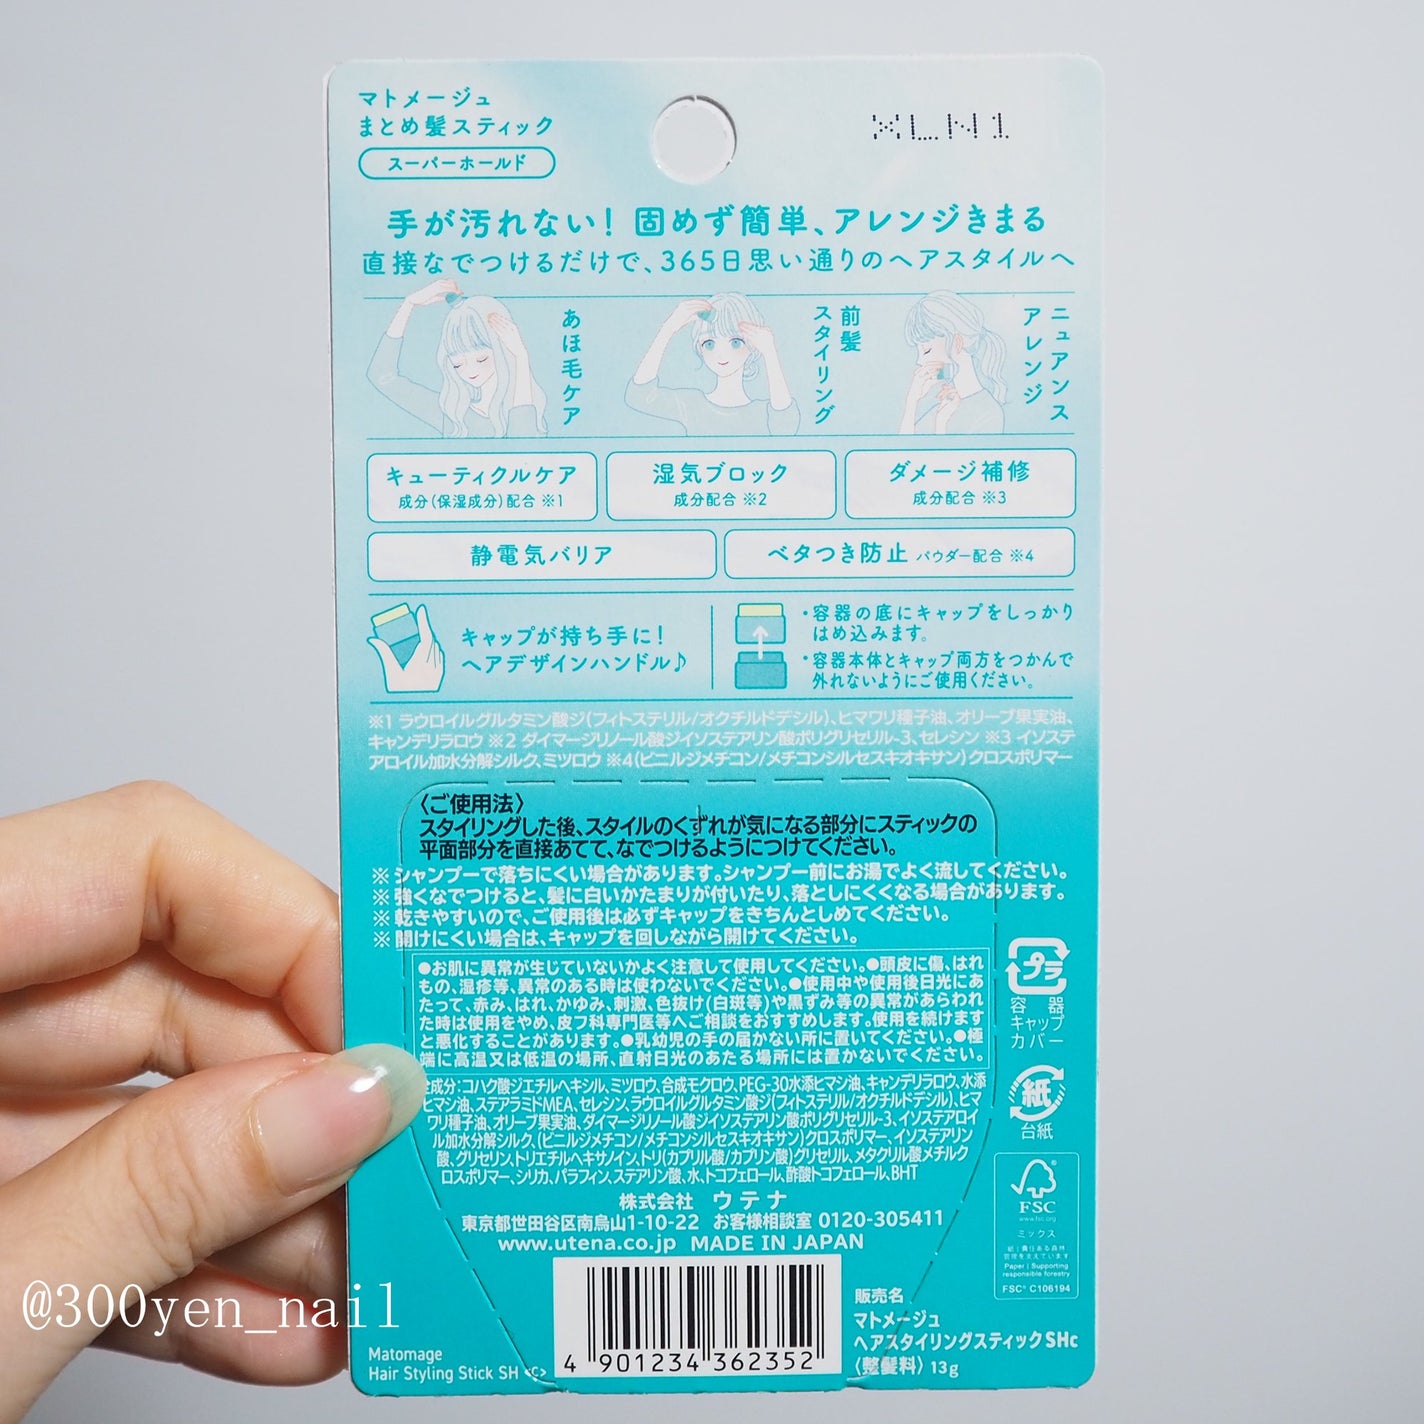 マトメージュ
まとめ髪スティック
スーパーホールド
XLN1
手が汚れない！固めず簡単、アレンジきまる
直接なでつけるだけで、365日思い通りのヘアスタイルへ
あほ毛ケア
前髪
スタイリング
ニュアンス
アレンジ
キューティクルケア
成分(保湿成分)配合 ※1
湿気ブロック
成分配合 ※2
ダメージ補修
成分配合 ※3
静電気バリア
ベタつき防止 パウダー配合 ※4
キャップが持ち手に！
ヘアデザインハンドル♪
・容器の底にキャップをしっかり
はめ込みます。
・容器本体とキャップ両方をつかんで
外れないようにご使用ください。
※1 ラウロイルグルタミン酸ジ(フィトステリル/オクチルドデシル)、ヒマワリ種子油、オリーブ果実油、
キャンデリラロウ ※2 ダイマージリノール酸ジイソステアリン酸ポリグリセリル-3、セレシン ※3 イソステ
アロイル加水分解シルク、ミツロウ ※4(ビニルジメチコン/メチコンシルセスキオキサン)クロスポリマー
〈ご使用法〉
スタイリングした後、スタイルのくずれが気になる部分にスティックの
平面部分を直接あてて、なでつけるようにつけてください。
※シャンプーで落ちにくい場合があります。シャンプー前にお湯でよく流してください。
※強くなでつけると、髪に白いかたまりが付いたり、落としにくくなる場合があります。
※乾きやすいので、ご使用後は必ずキャップをきちんとしめてください。
※開けにくい場合は、キャップを回しながら開けてください。
●お肌に異常が生じていないかよく注意して使用してください。●頭皮に傷、はれ
もの、湿疹等、異常のある時は使わないでください。●使用中や使用後日光にあ
たって、赤み、はれ、かゆみ、刺激、色抜け(白斑等)や黒ずみ等の異常があらわれ
た時は使用をやめ、皮フ科専門医等へご相談をおすすめします。使用を続けます
と悪化することがあります。●乳幼児の手の届かない所に置いてください。●極
端に高温又は低温の場所、直射日光のあたる場所には置かないでください。
プラ
容器
キャップ
カバー
紙
台紙
全成分：コハク酸ジエチルヘキシル、ミツロウ、合成モクロウ、PEG-30水添ヒマシ油、キャンデリラロウ、水添
ヒマシ油、ステアラミドMEA、セレシン、ラウロイルグルタミン酸ジ(フィトステリル/オクチルドデシル)、ヒマ
ワリ種子油、オリーブ果実油、ダイマージリノール酸ジイソステアリン酸ポリグリセリル-3、イソステアロイ
ル加水分解シルク、(ビニルジメチコン/メチコンシルセスキオキサン)クロスポリマー、イソステアリン
酸、グリセリン、トリエチルヘキサノイン、トリ(カプリル酸/カプリン酸)グリセリル、メタクリル酸メチルク
ロスポリマー、シリカ、パラフィン、ステアリン酸、水、トコフェロール、酢酸トコフェロール、BHT
株式会社 ウテナ
東京都世田谷区南烏山1-10-22 お客様相談室 0120-305411
www.utena.co.jp MADE IN JAPAN
FSC
www.fsc.org
ミックス
紙｜責任ある森林
管理を支えています
Paper | Supporting
responsible forestry
FSC® C106194
販売名
マトメージュ
ヘアスタイリングスティックSHc
〈整髪料〉13g
4 901234 362352
Matomage
Hair Styling Stick SH <C>
@300yen_nail